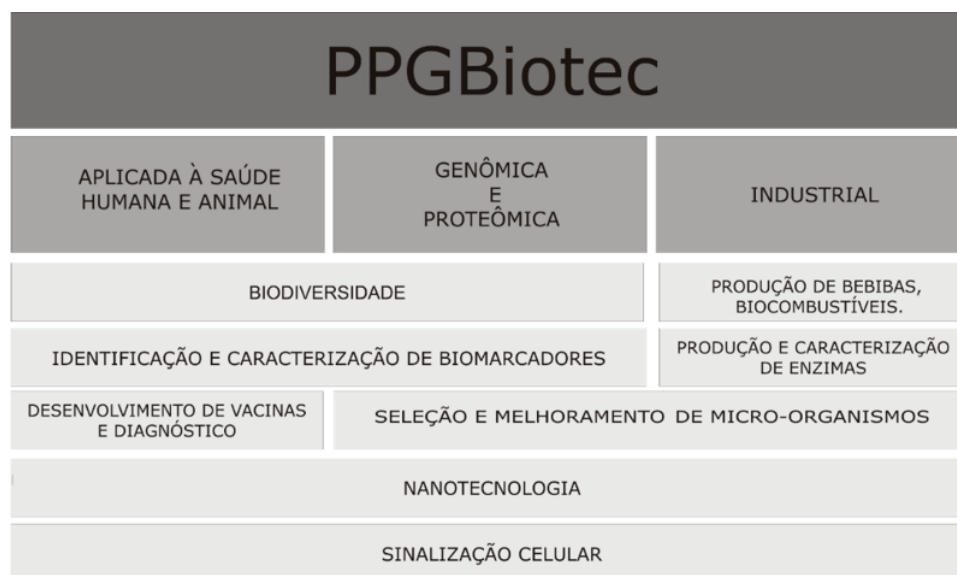 PPGBiotec
APLICADA À SAÚDE
HUMANA E ANIMAL
GENÔMICA
E
PROTEÔMICA
INDUSTRIAL
BIODIVERSIDADE
PRODUÇÃO DE BEBIBAS,
BIOCOMBUSTÍVEIS.
IDENTIFICAÇÃO E CARACTERIZAÇÃO DE BIOMARCADORES
PRODUÇÃO E CARACTERIZAÇÃO
DE ENZIMAS
DESENVOLVIMENTO DE VACINAS
E DIAGNÓSTICO
SELEÇÃO E MELHORAMENTO DE MICRO-ORGANISMOS
NANOTECNOLOGIA
SINALIZAÇÃO CELULAR